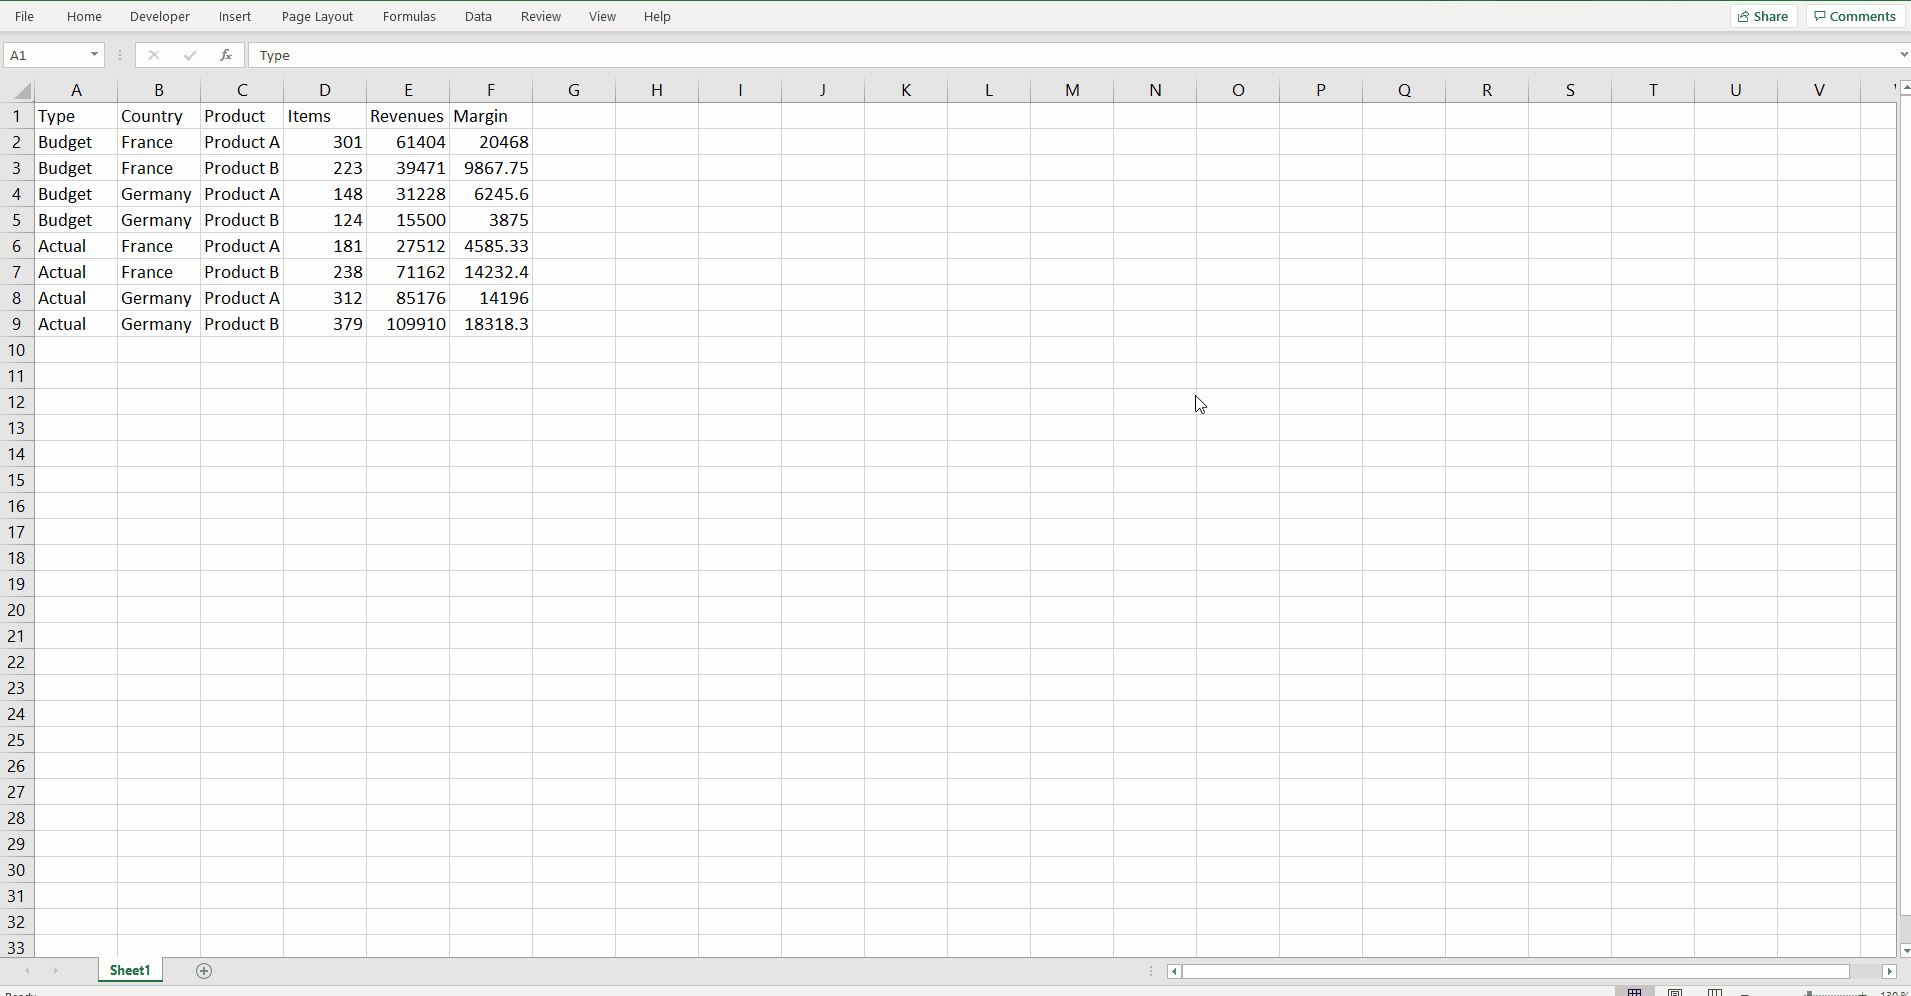 File Home Developer Insert Page Layout Formulas Data Review View Help Share Comments
A1 fx Type
A B C D E F G H I J K L M N O P Q R S T U V
1 Type Country Product Items Revenues Margin
2 Budget France Product A 301 61404 20468
3 Budget France Product B 223 39471 9867.75
4 Budget Germany Product A 148 31228 6245.6
5 Budget Germany Product B 124 15500 3875
6 Actual France Product A 181 27512 4585.33
7 Actual France Product B 238 71162 14232.4
8 Actual Germany Product A 312 85176 14196
9 Actual Germany Product B 379 109910 18318.3
10
11
12
13
14
15
16
17
18
19
20
21
22
23
24
25
26
27
28
29
30
31
32
33
Sheet1